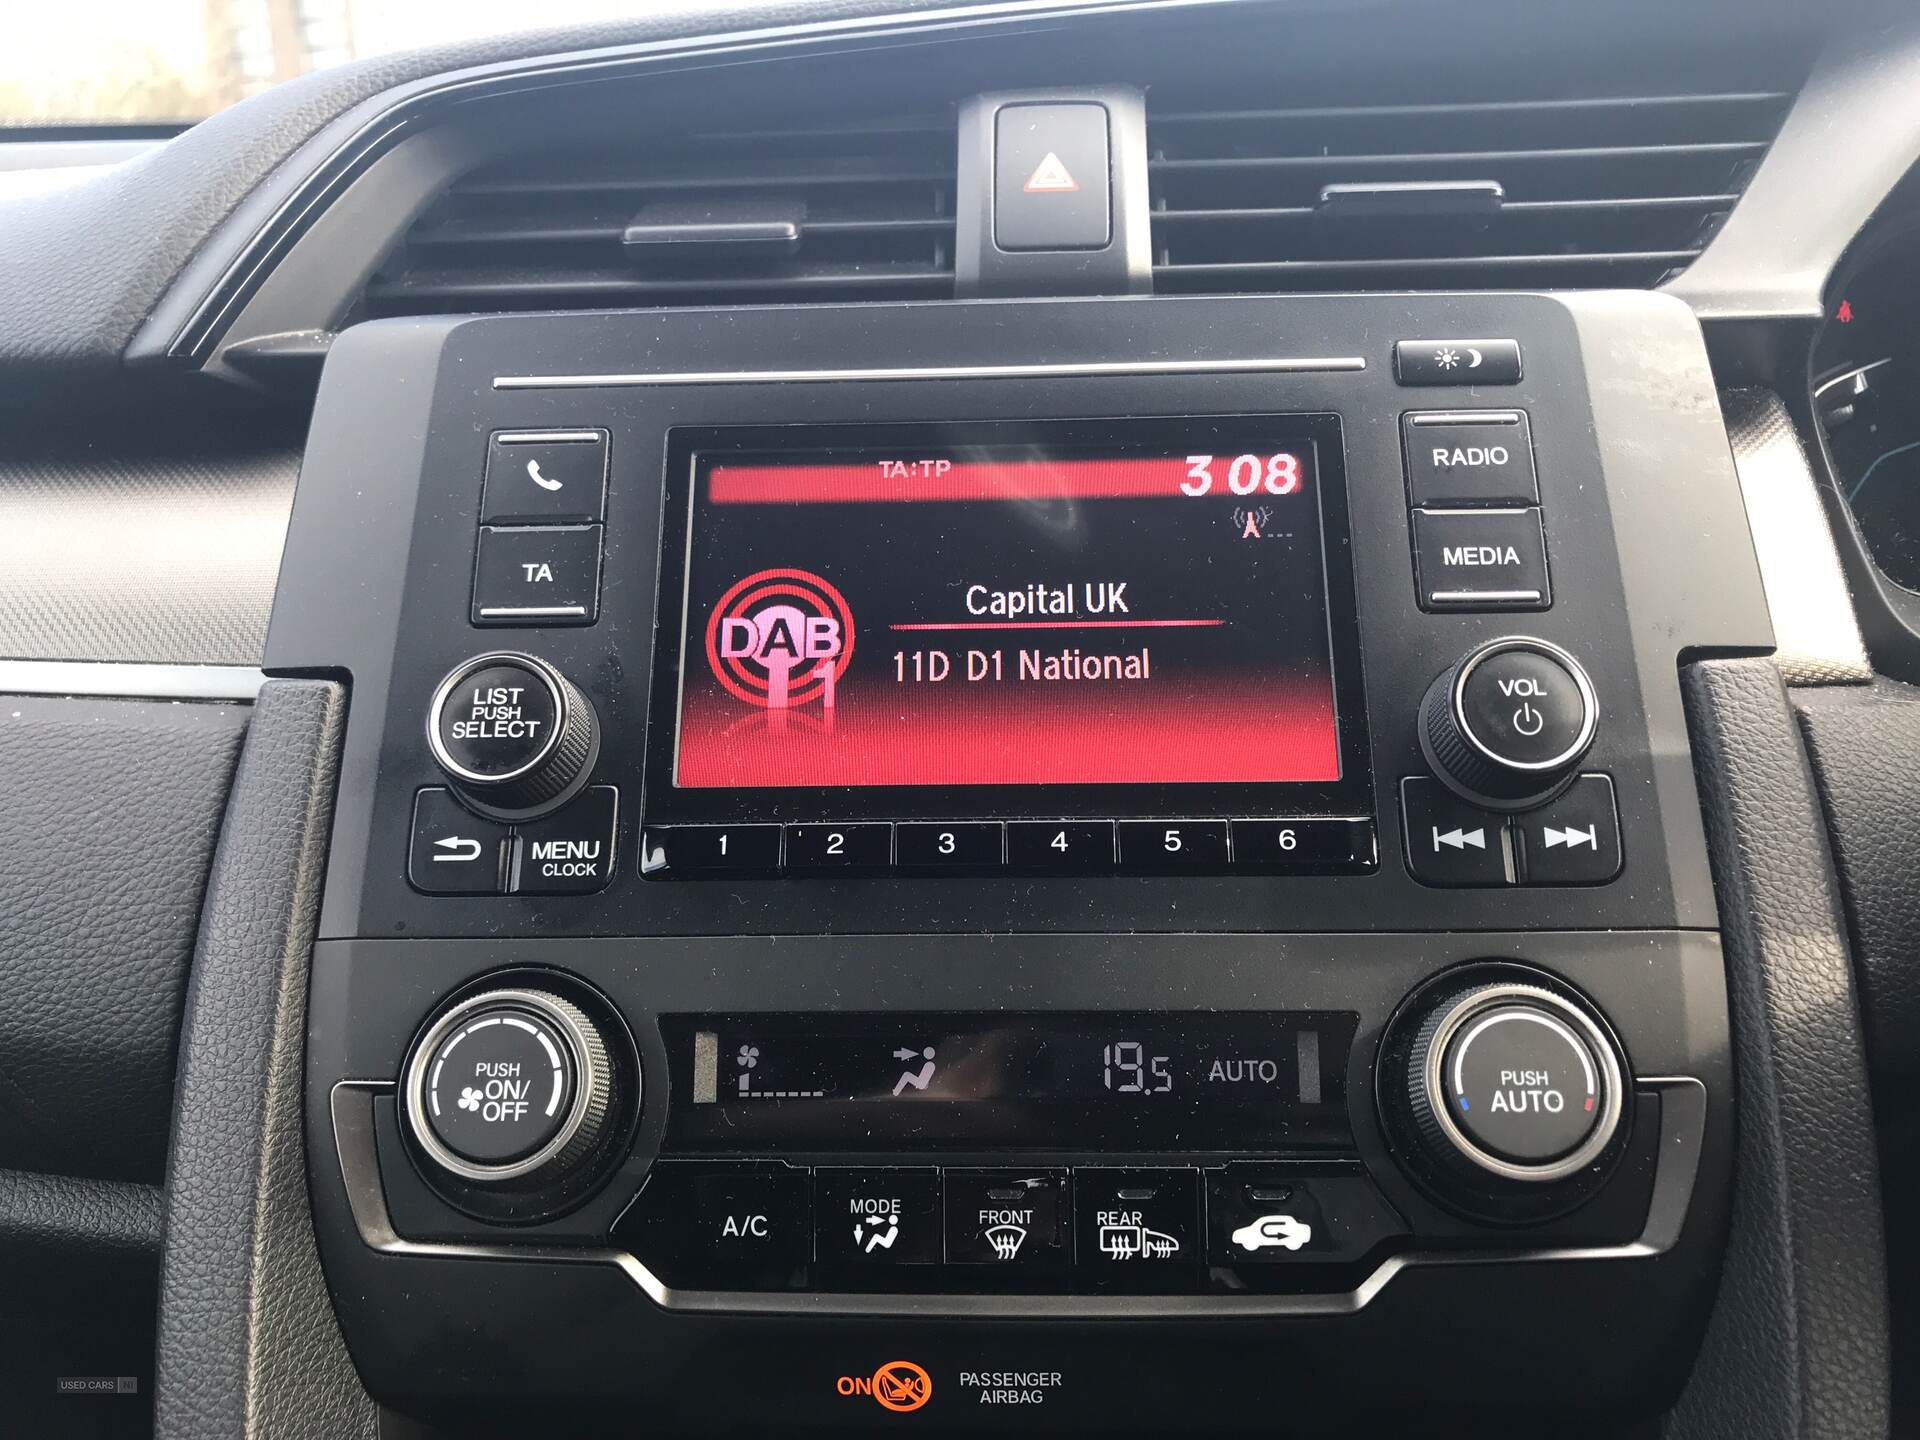 TA:TP
3 08
RADIO
TA
MEDIA
Capital UK
DAB
1
11D D1 National
LIST
PUSH
SELECT
VOL
MENU
CLOCK
1 2 3 4 5 6
PUSH
ON/
OFF
19.5 AUTO
PUSH
AUTO
A/C
MODE
FRONT
REAR
ON
PASSENGER
AIRBAG
USED CARS NI